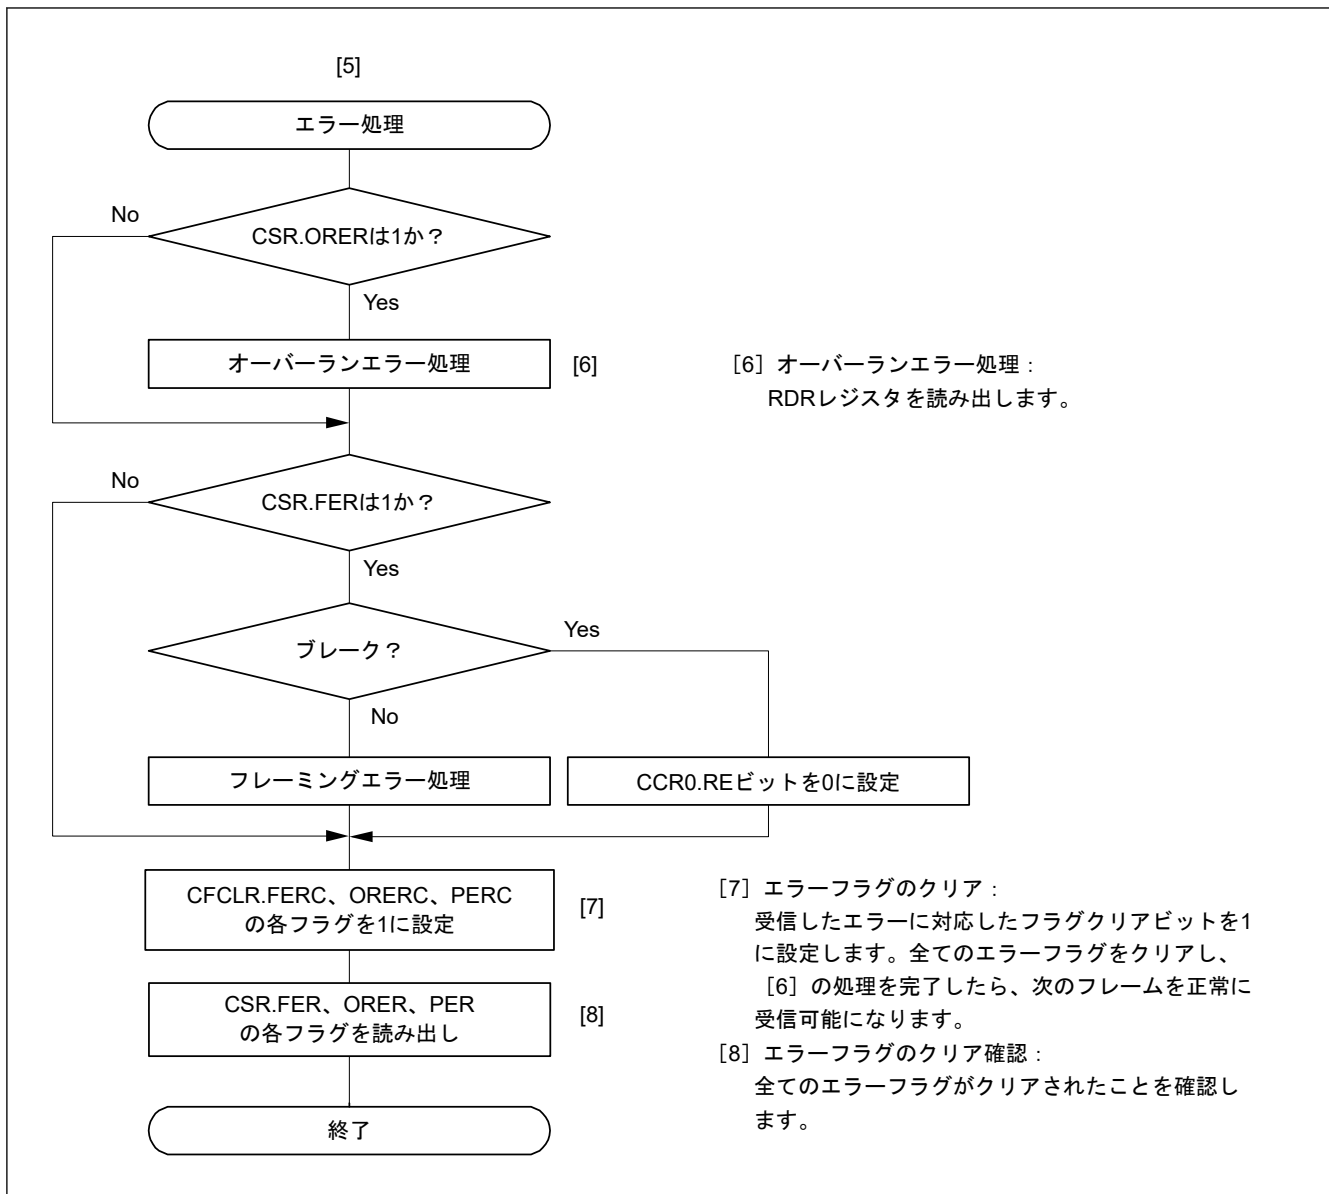 [5]
エラー処理
No
CSR.ORERは1か？
Yes
オーバーランエラー処理
[6]
［6］オーバーランエラー処理：
RDRレジスタを読み出します。
No
CSR.FERは1か？
Yes
ブレーク？
Yes
No
フレーミングエラー処理
CCR0.REビットを0に設定
CFCLR.FERC、ORERC、PERC
の各フラグを1に設定
[7]
［7］エラーフラグのクリア：
受信したエラーに対応したフラグクリアビットを1
に設定します。全てのエラーフラグをクリアし、
［6］の処理を完了したら、次のフレームを正常に
受信可能になります。
CSR.FER、ORER、PER
の各フラグを読み出し
[8]
［8］エラーフラグのクリア確認：
全てのエラーフラグがクリアされたことを確認し
ます。
終了